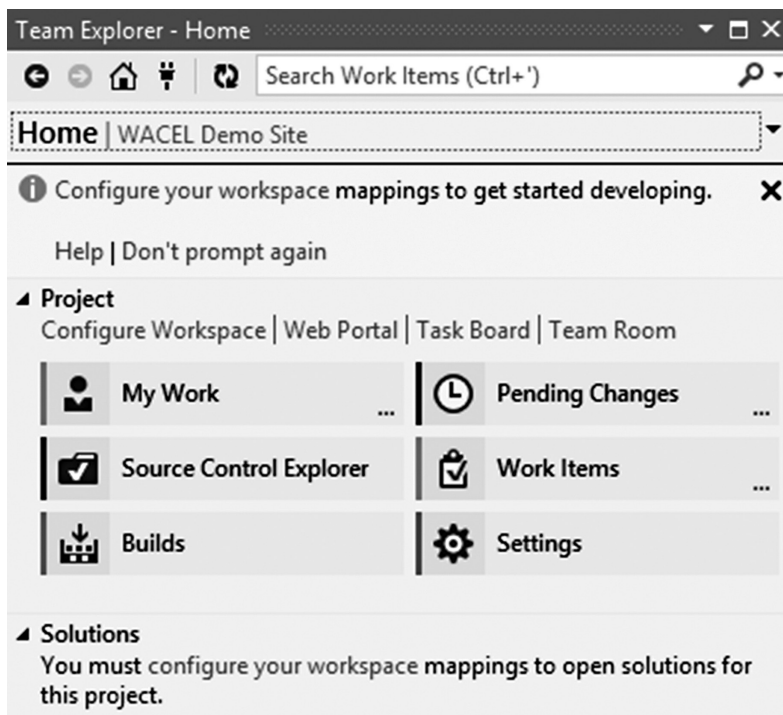 Team Explorer - Home
Search Work Items (Ctrl+')
Home | WACEL Demo Site
Configure your workspace mappings to get started developing.
Help | Don't prompt again
Project
Configure Workspace | Web Portal | Task Board | Team Room
My Work ...
Pending Changes ...
Source Control Explorer
Work Items ...
Builds
Settings
Solutions
You must configure your workspace mappings to open solutions for
this project.